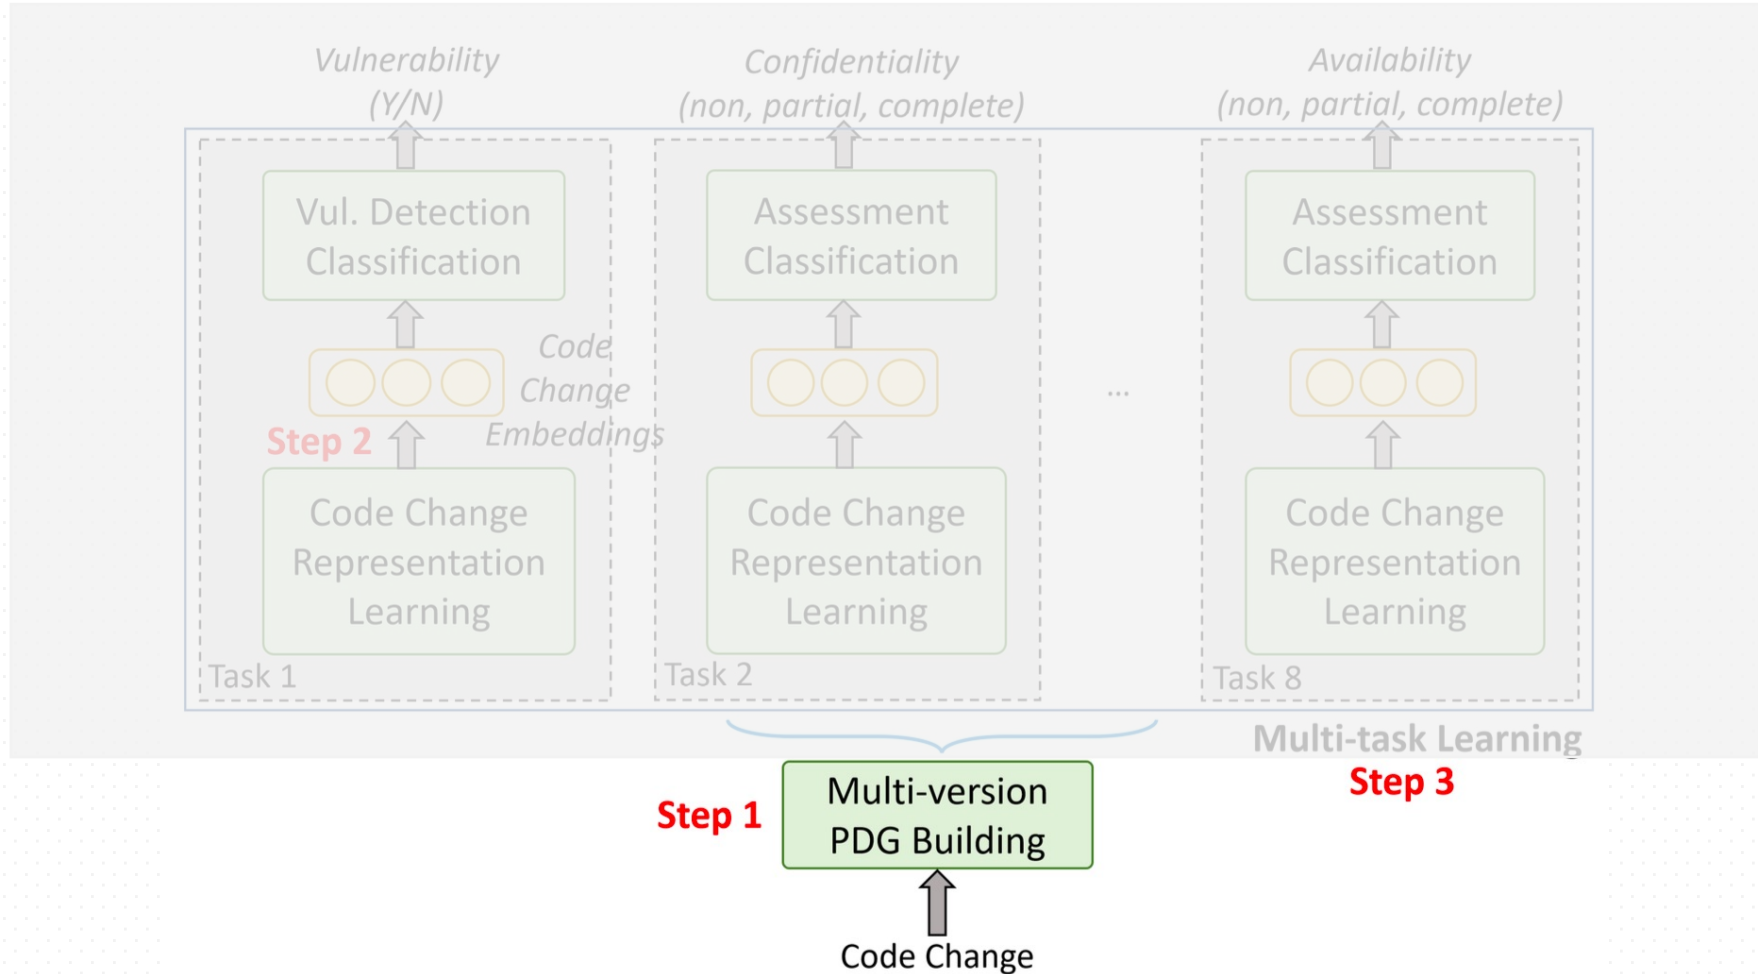 Vulnerability
(Y/N)
Confidentiality
(non, partial, complete)
Availability
(non, partial, complete)
Vul. Detection
Classification
Assessment
Classification
Assessment
Classification
Code
Change
Embeddings
...
Step 2
Code Change
Representation
Learning
Code Change
Representation
Learning
Code Change
Representation
Learning
Task 1
Task 2
Task 8
Multi-task Learning
Step 3
Step 1
Multi-version
PDG Building
Code Change